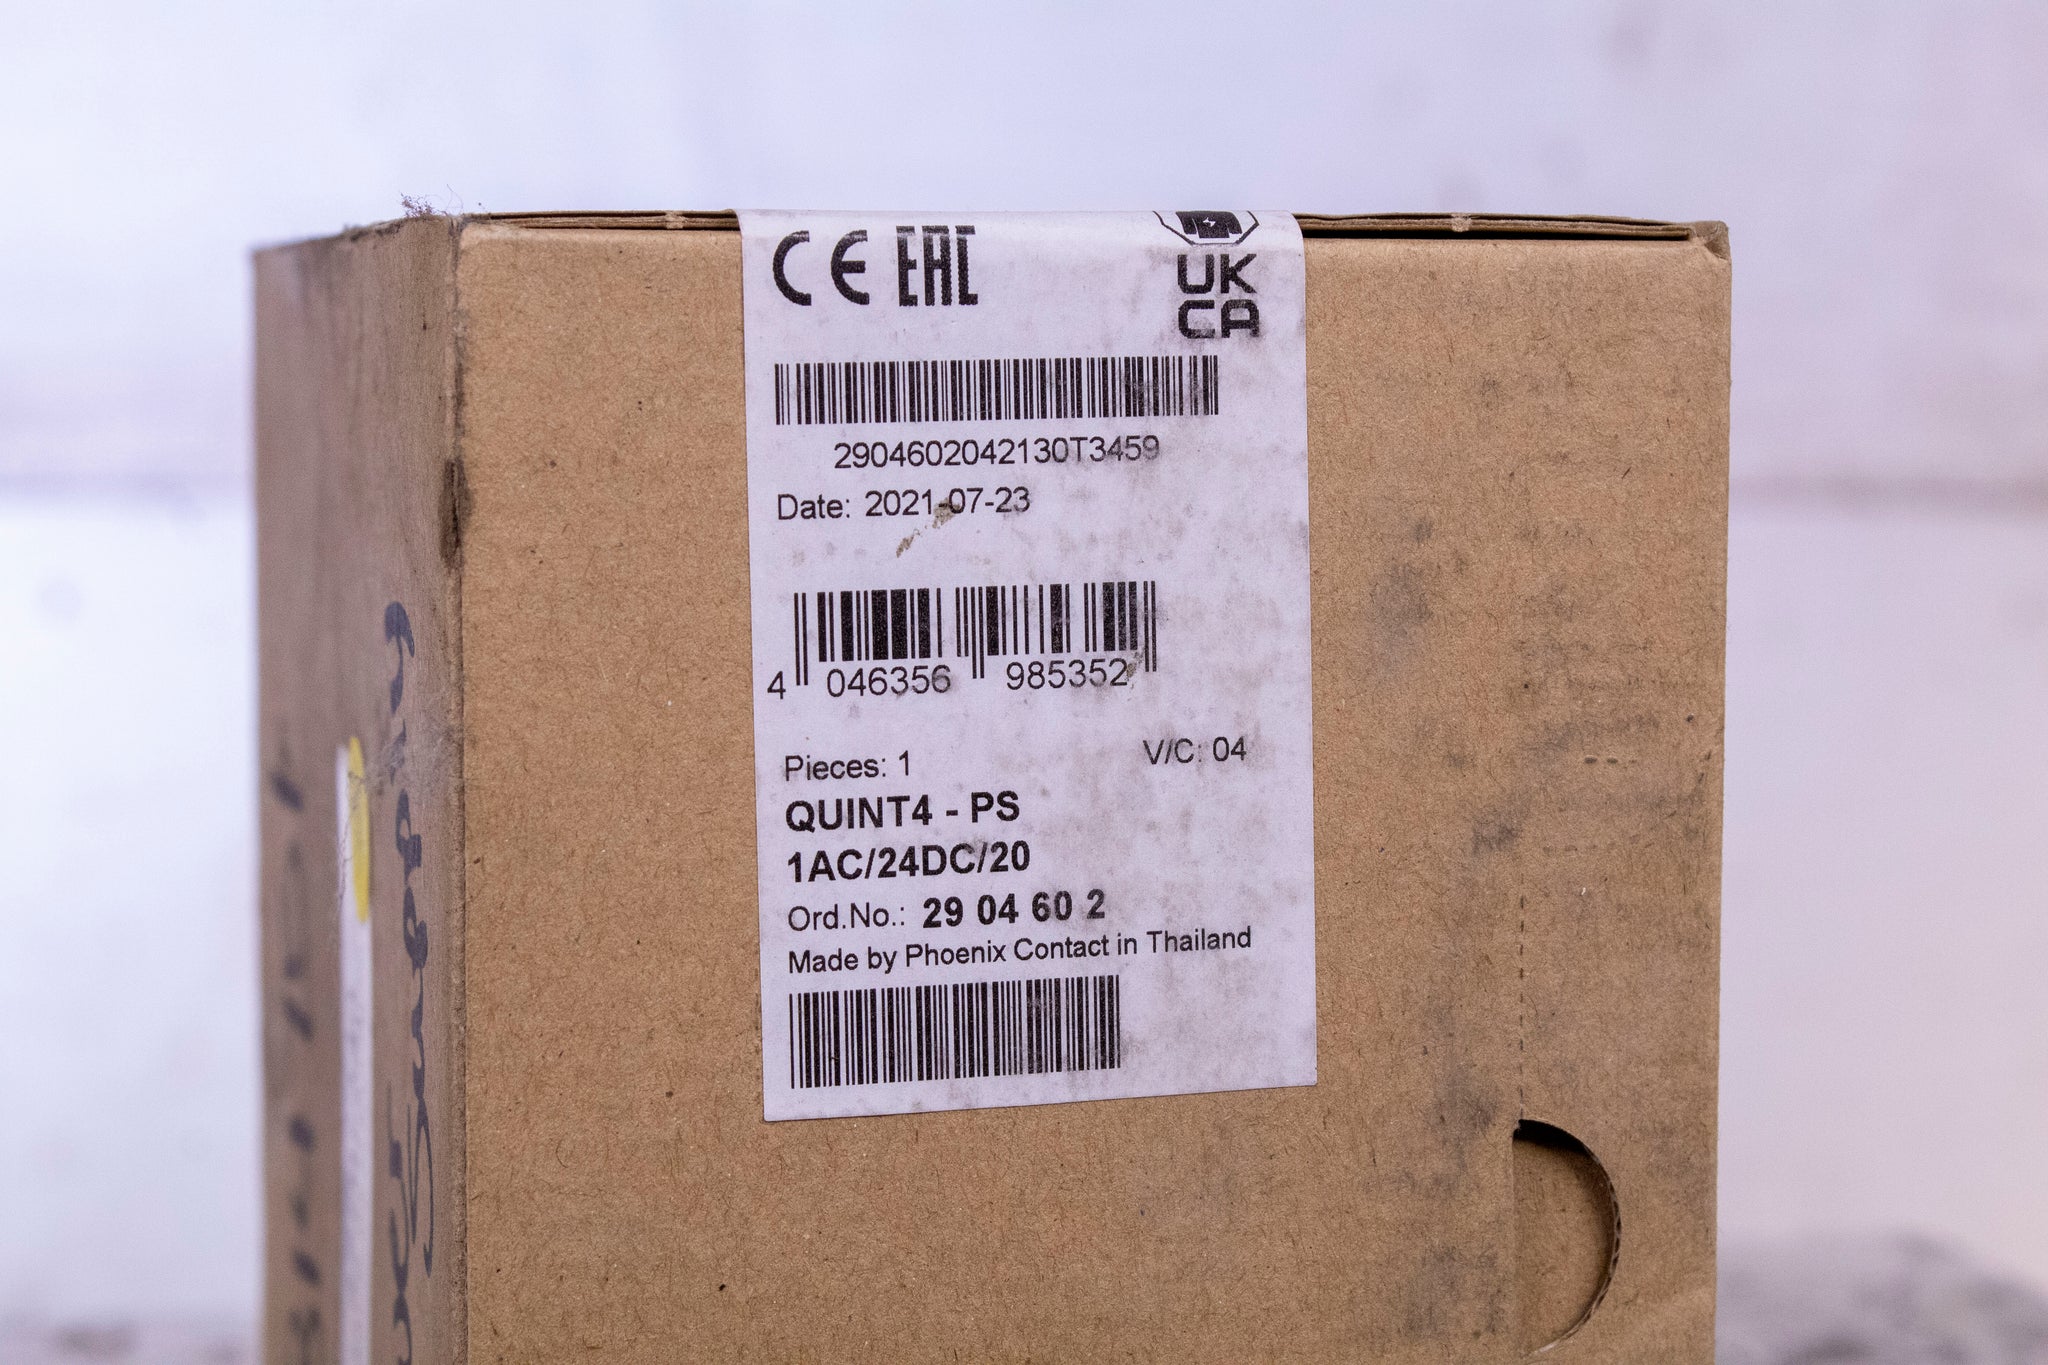 CE EAC
UK
CA
2904602042130T3459
Date: 2021-07-23
4 046356 985352
Pieces: 1 V/C: 04
QUINT4 - PS
1AC/24DC/20
Ord.No.: 29 04 60 2
Made by Phoenix Contact in Thailand
Supply